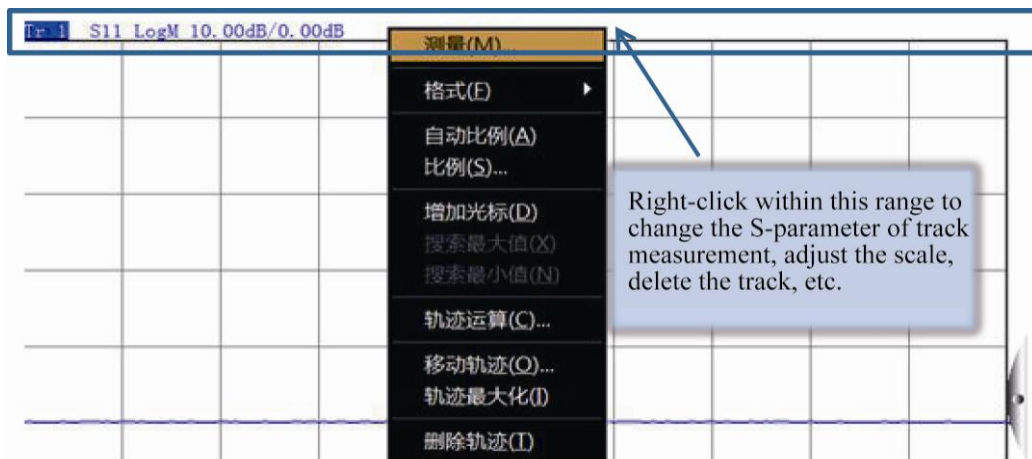 Tr 1 S11 LogM 10.00dB/0.00dB
测量(M)...
格式(F)
自动比例(A)
比例(S)...
增加光标(D)
搜索最大值(X)
搜索最小值(N)
轨迹运算(C)...
移动轨迹(O)...
轨迹最大化(I)
删除轨迹(T)
Right-click within this range to
change the S-parameter of track
measurement, adjust the scale,
delete the track, etc.